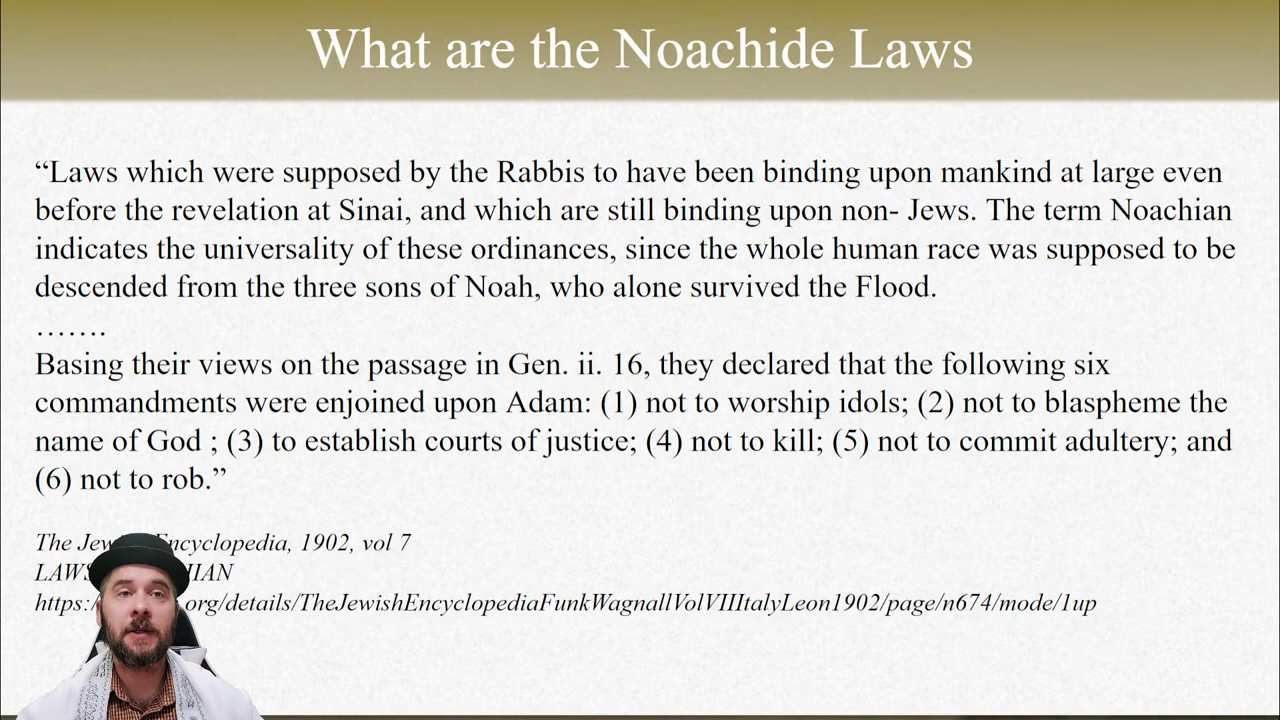 What are the Noachide Laws
“Laws which were supposed by the Rabbis to have been binding upon mankind at large even
before the revelation at Sinai, and which are still binding upon non- Jews. The term Noachian
indicates the universality of these ordinances, since the whole human race was supposed to be
descended from the three sons of Noah, who alone survived the Flood.
…….
Basing their views on the passage in Gen. ii. 16, they declared that the following six
commandments were enjoined upon Adam: (1) not to worship idols; (2) not to blaspheme the
name of God ; (3) to establish courts of justice; (4) not to kill; (5) not to commit adultery; and
(6) not to rob.”
The Encyclopedia, 1902, vol 7
https: .org/details/TheJewishEncyclopediaFunkWagnallVolVIIItalyLeon1902/page/n674/mode/1up